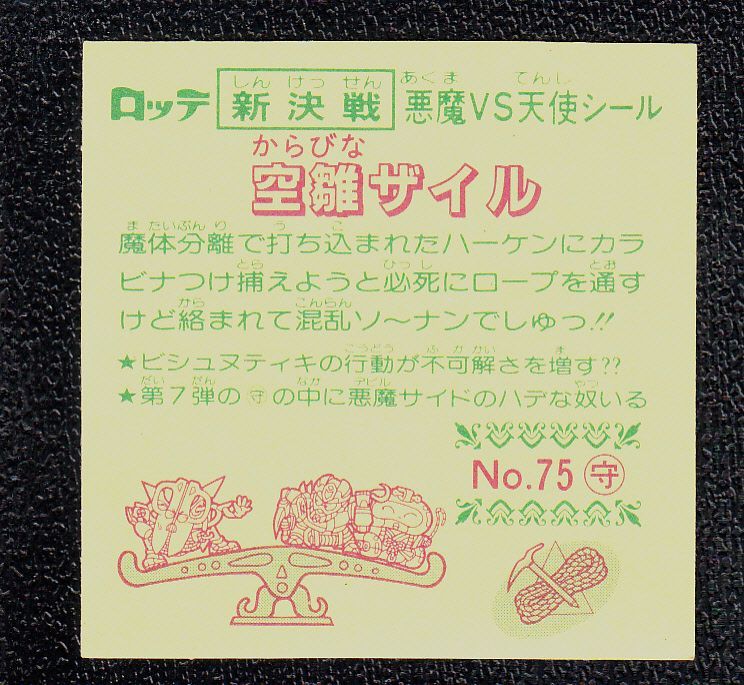 しん けっ せん あくま てんし
ロッテ 新決戦 悪魔VS天使シール
からびな
空雛ザイル
ま たいぶん り う こ
魔体分離で打ち込まれたハーケンにカラ
とら ひっし とお
ビナつけ捕えようと必死にロープを通す
から こんらん
けど絡まれて混乱ソ〜ナンでしゅっ!!
こうどう ふ か かい ま
★ビシュヌティキの行動が不可解さを増す??
だい だん なか デビル やつ
★第7弾の㊝の中に悪魔サイドのハデな奴いる
No.75 守